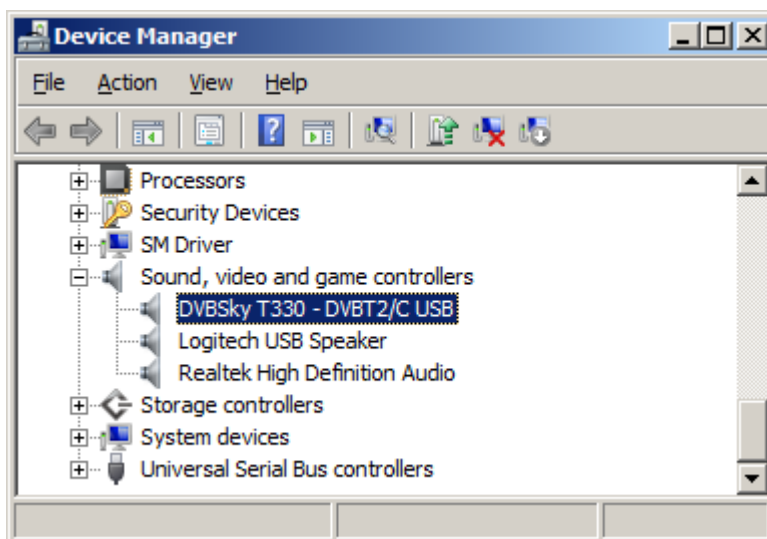 Device Manager
File Action View Help
Processors
Security Devices
SM Driver
Sound, video and game controllers
DVBSky T330 - DVBT2/C USB
Logitech USB Speaker
Realtek High Definition Audio
Storage controllers
System devices
Universal Serial Bus controllers